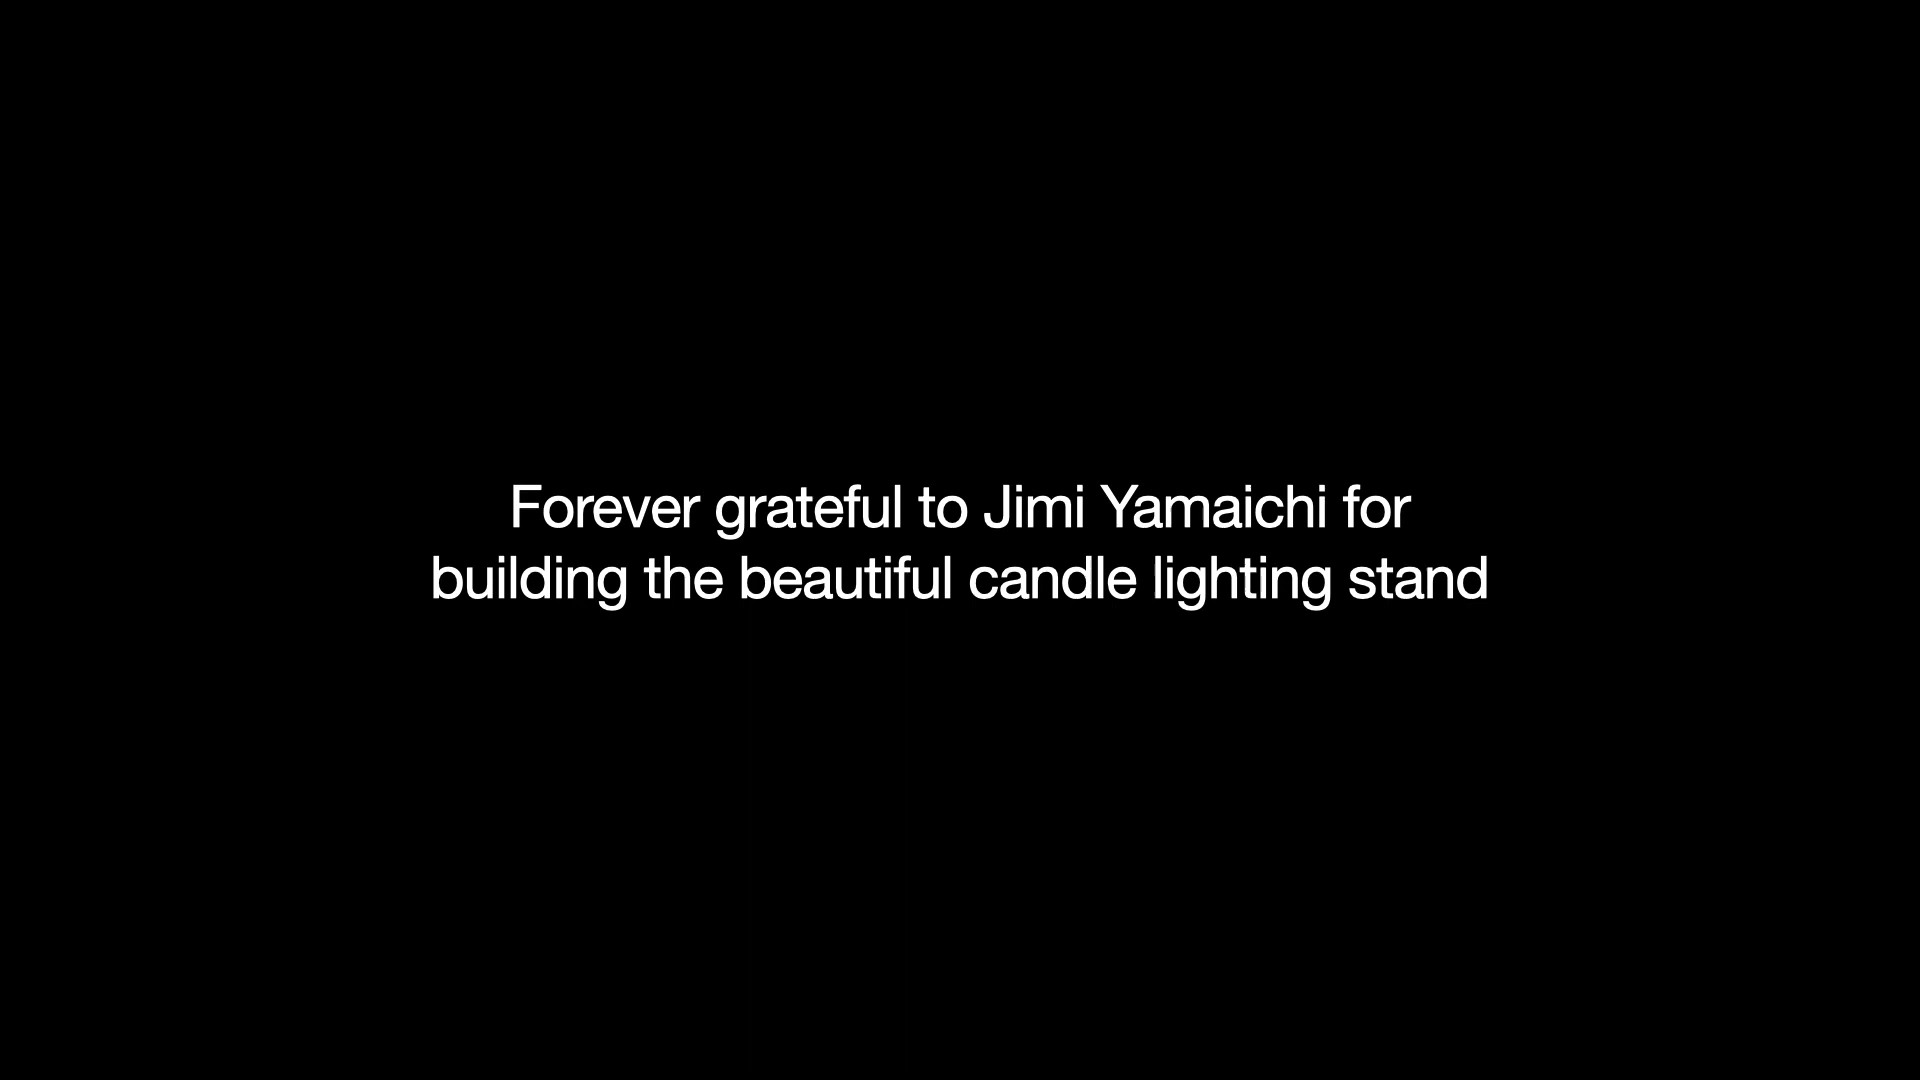 Forever grateful to Jimi Yamaichi for
building the beautiful candle lighting stand